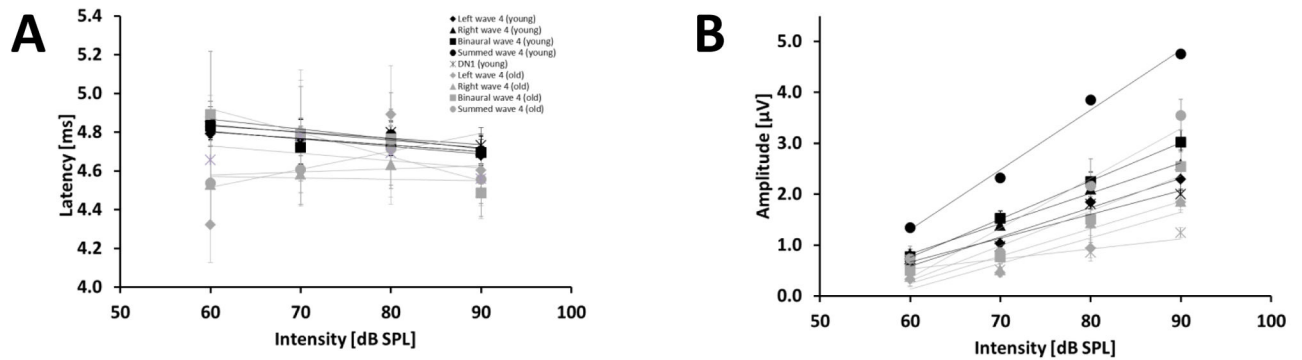 A
5.4
5.2
5.0
4.8
4.6
4.4
4.2
4.0
Latency [ms]
50 60 70 80 90 100
Intensity [dB SPL]
Left wave 4 (young)
Right wave 4 (young)
Binaural wave 4 (young)
Summed wave 4 (young)
DN1 (young)
Left wave 4 (old)
Right wave 4 (old)
Binaural wave 4 (old)
Summed wave 4 (old)
B
5.0
4.0
3.0
2.0
1.0
0.0
Amplitude [µV]
50 60 70 80 90 100
Intensity [dB SPL]